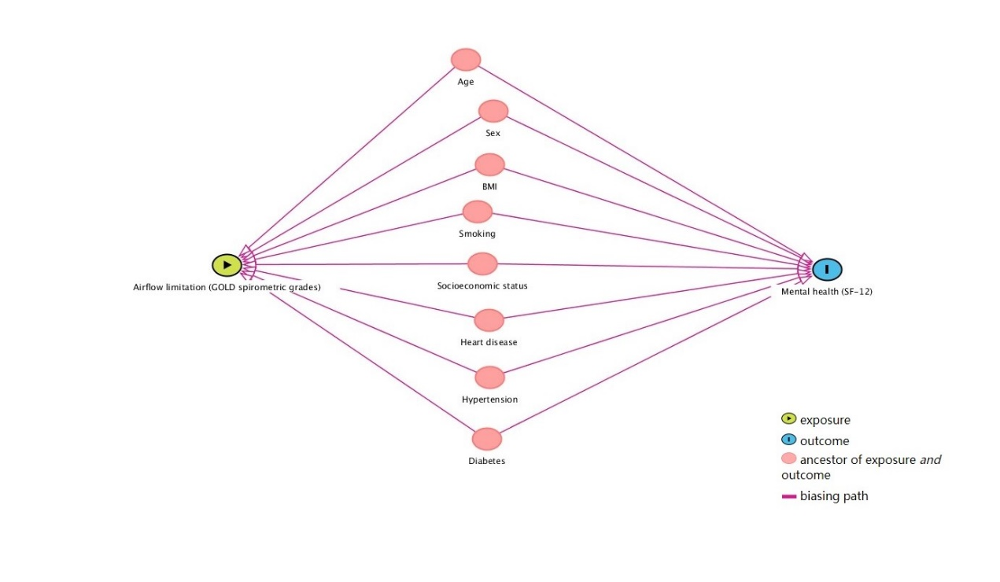 Age
Sex
BMI
Smoking
Socioeconomic status
Airflow limitation (GOLD spirometric grades)
Mental health (SF-12)
Heart disease
Hypertension
Diabetes
exposure
outcome
ancestor of exposure and
outcome
biasing path